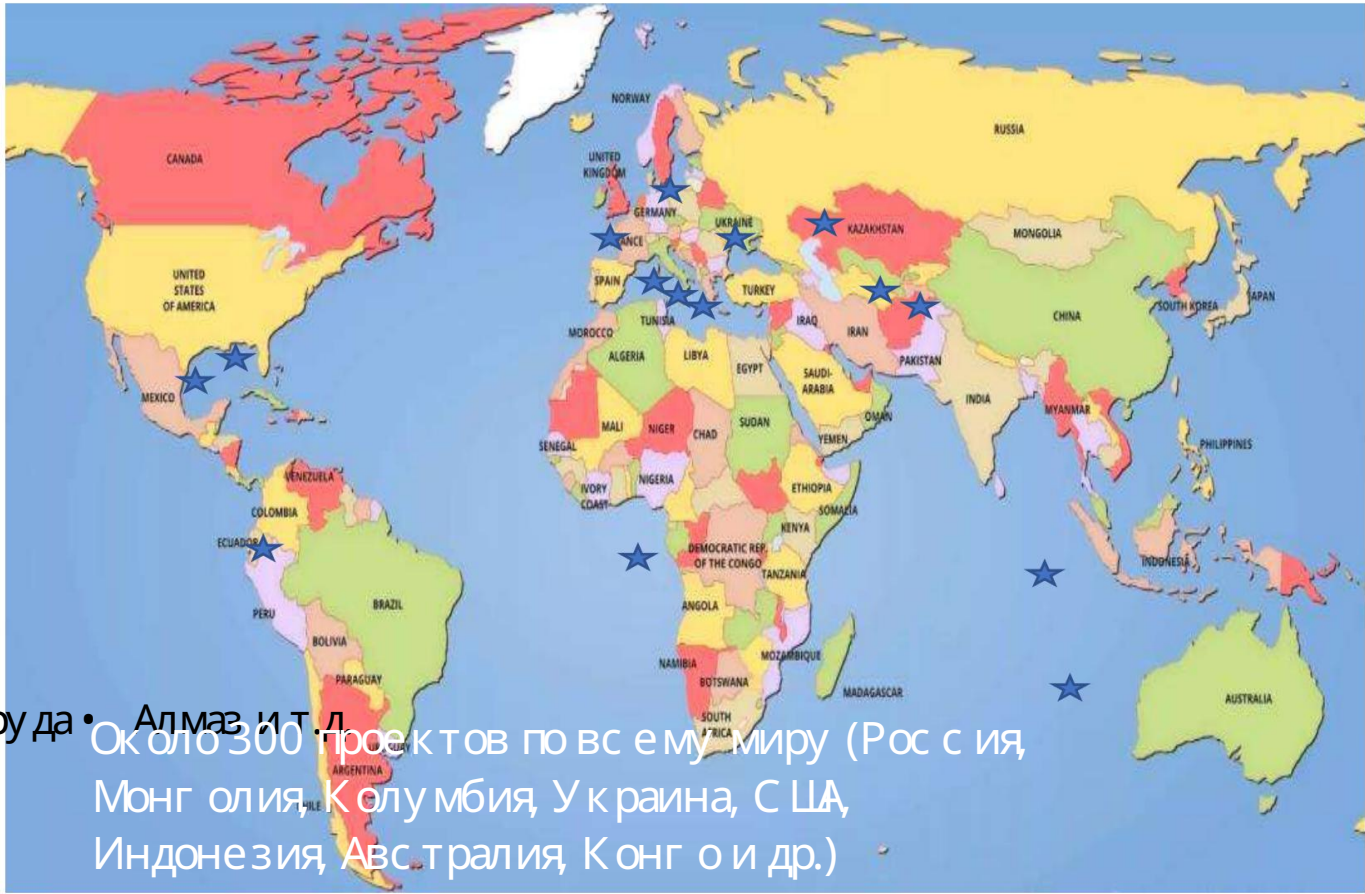 NORWAY
RUSSIA
CANADA
UNITED
KINGDOM
GERMANY
UKRAINE
KAZAKHSTAN
MONGOLIA
ANCE
UNITED
STATES
OF AMERICA
SPAIN
TURKEY
SOUTH KOREA
JAPAN
CHINA
TUNISIA
MOROCCO
IRAQ
IRAN
ALGERIA
LIBYA
EGYPT
PAKISTAN
SAUDI-
ARABIA
MEXICO
INDIA
MYANMAR
OMAN
MALI
NIGER
CHAD
SUDAN
YEMEN
SENEGAL
PHILIPPINES
VENEZUELA
NIGERIA
IVORY
COAST
ETHIOPIA
COLOMBIA
SOMALIA
KENYA
ECUADOR
DEMOCRATIC REP.
OF THE CONGO
INDONESIA
TANZANIA
BRAZIL
ANGOLA
PERU
BOLIVIA
MOZAMBIQUE
NAMIBIA
PARAGUAY
BOTSWANA
MADAGASCAR
AUSTRALIA
SOUTH
AFRICA
руда • Алмаз и т.д.
Около 300 проектов по всему миру (Россия,
URUGUAY
ARGENTINA
Монголия, Колумбия, Украина, США,
CHILE
Индонезия, Австралия, Конго и др.)